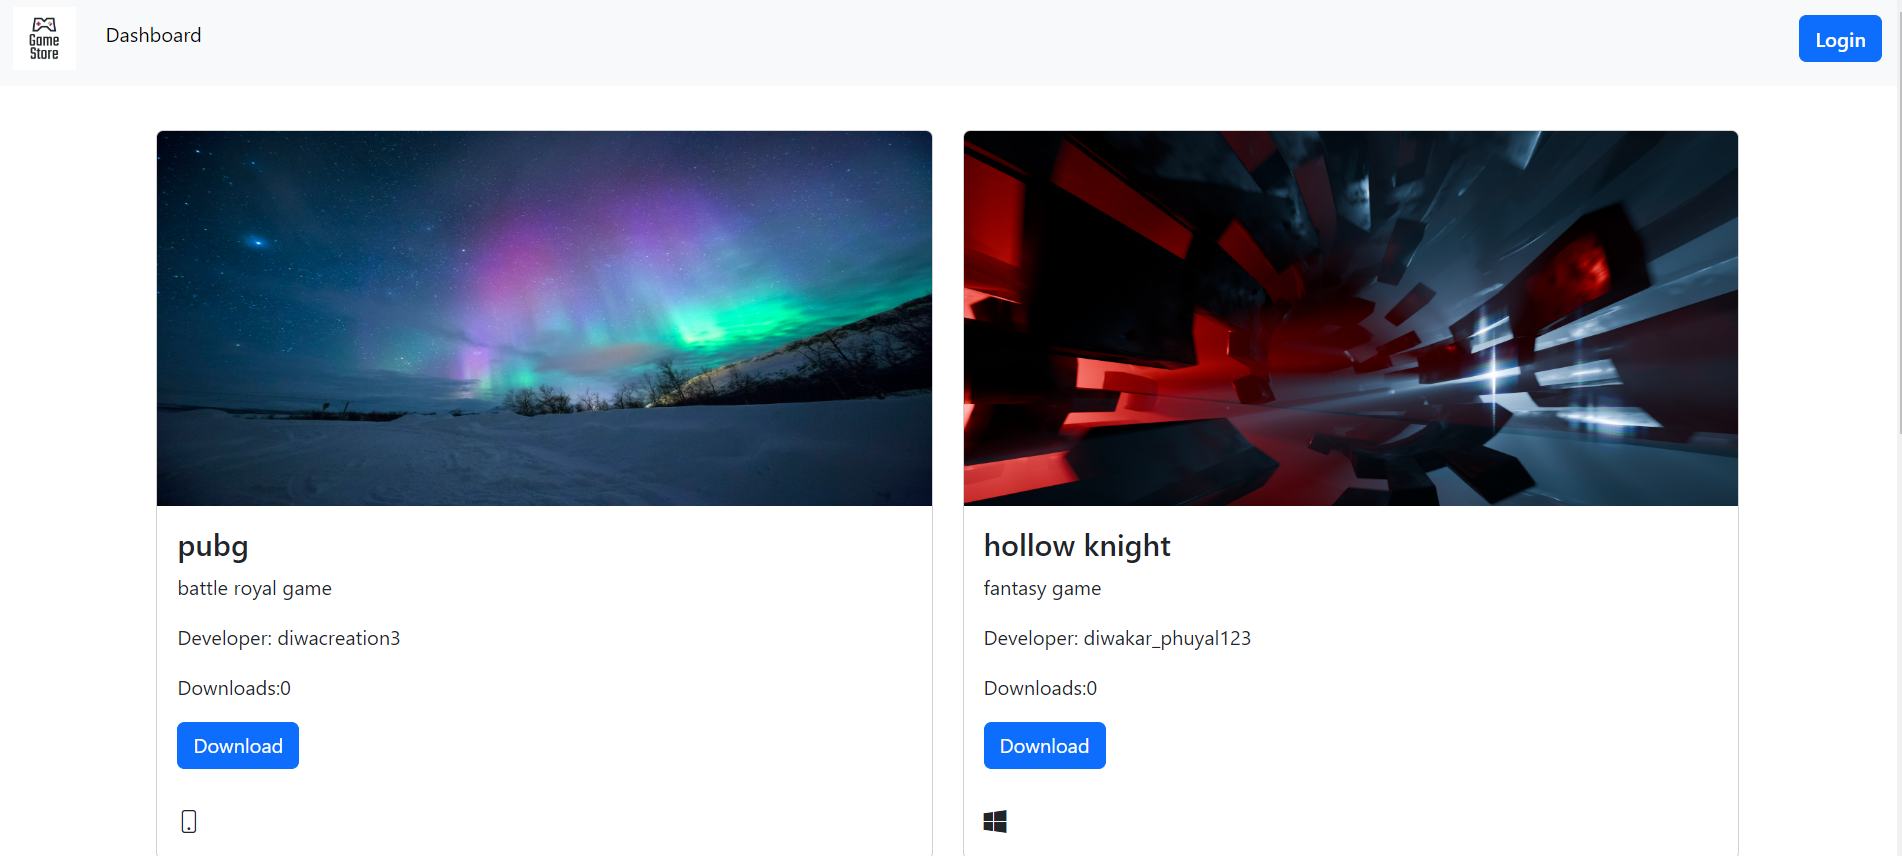 Game
Store
Dashboard
Login
pubg
battle royal game
Developer: diwacreation3
Downloads:0
Download
hollow knight
fantasy game
Developer: diwakar_phuyal123
Downloads:0
Download